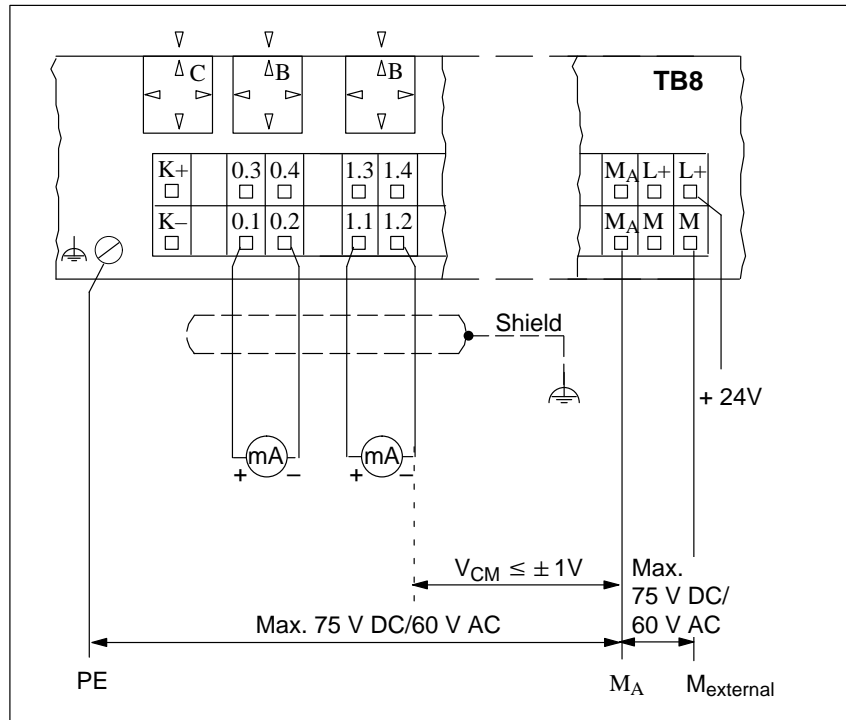 C B B TB8
K+ 0.3 0.4 1.3 1.4 MA L+ L+
K– 0.1 0.2 1.1 1.2 MA M M
Shield
+ 24V
mA mA
+ – + –
VCM ≤ ± 1V
Max.
75 V DC/
60 V AC
Max. 75 V DC/60 V AC
PE MA Mexternal